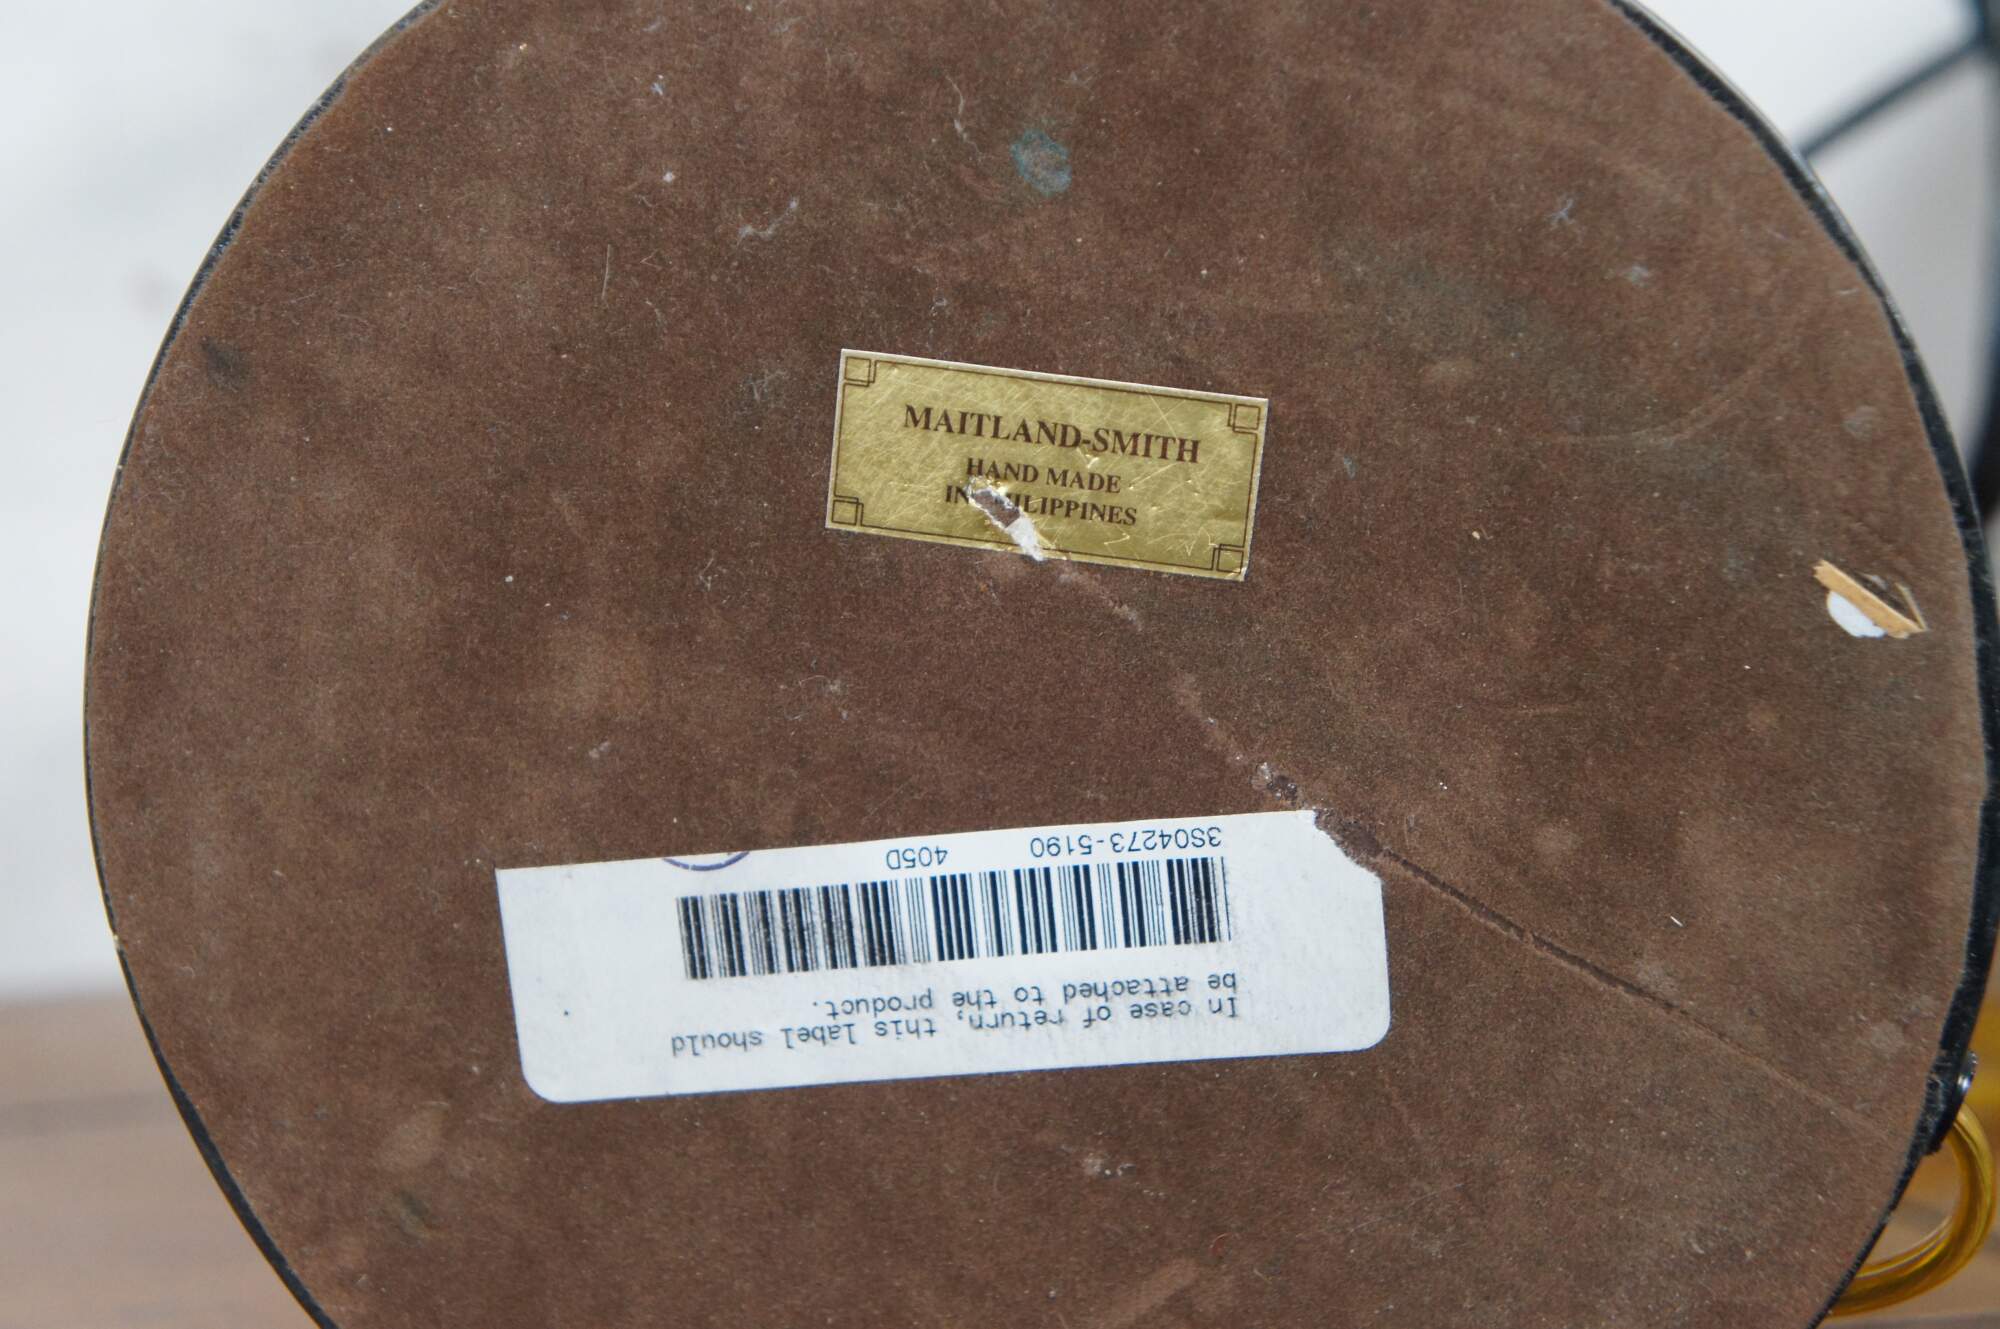 MAITLAND-SMITH
HAND MADE
IN PHILIPPINES
In case of return, this label should
be attached to the product.
3S04273-5190 405D